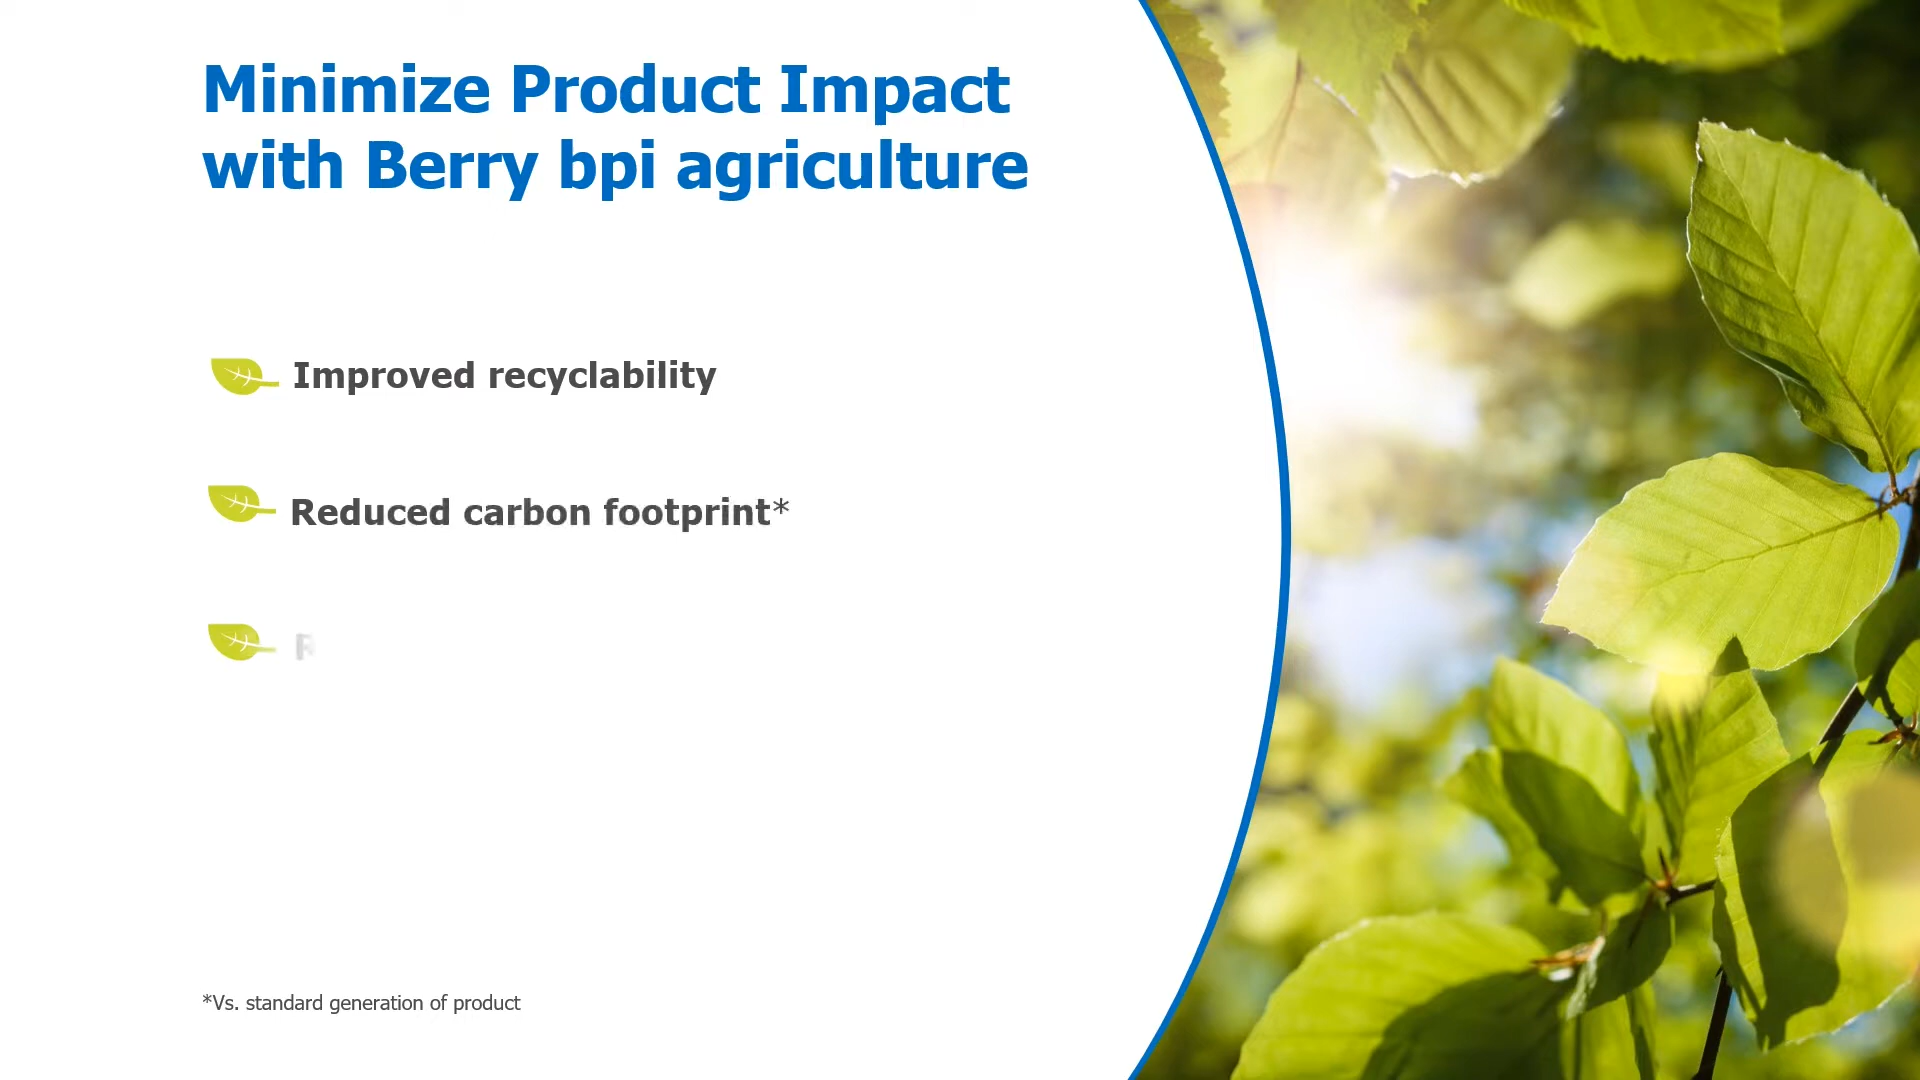 Minimize Product Impact
with Berry bpi agriculture
Improved recyclability
Reduced carbon footprint*
*Vs. standard generation of product